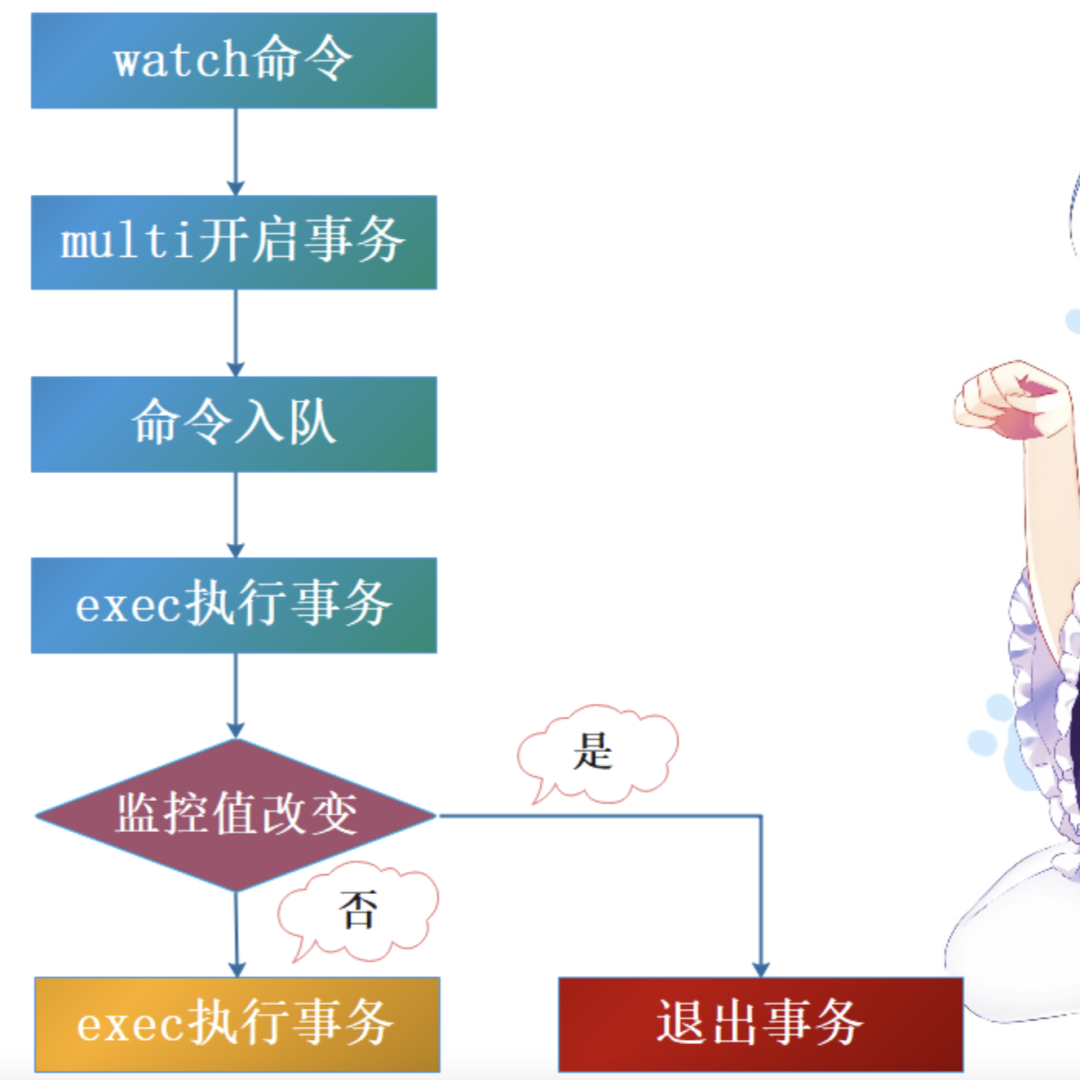 watch命令
multi开启事务
命令入队
exec执行事务
是
监控值改变
否
exec执行事务
退出事务